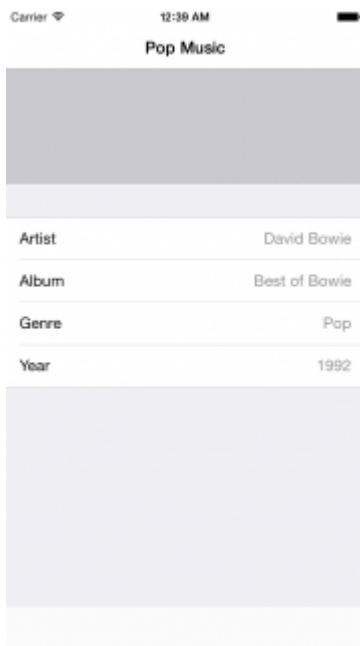 Carrier 12:39 AM
Pop Music
Artist David Bowie
Album Best of Bowie
Genre Pop
Year 1992